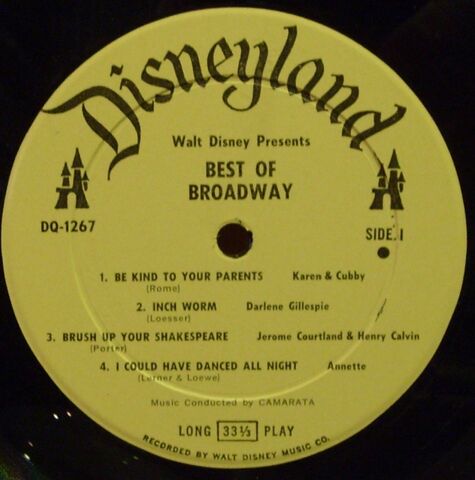 Disneyland
Walt Disney Presents
BEST OF
BROADWAY
DQ-1267
SIDE.I
1. BE KIND TO YOUR PARENTS Karen & Cubby
(Rome)
2. INCH WORM Darlene Gillespie
(Loesser)
3. BRUSH UP YOUR SHAKESPEARE Jerome Courtland & Henry Calvin
(Porter)
4. I COULD HAVE DANCED ALL NIGHT Annette
(Lerner & Loewe)
Music Conducted by CAMARATA
LONG 33⅓ PLAY
RECORDED BY WALT DISNEY MUSIC CO.